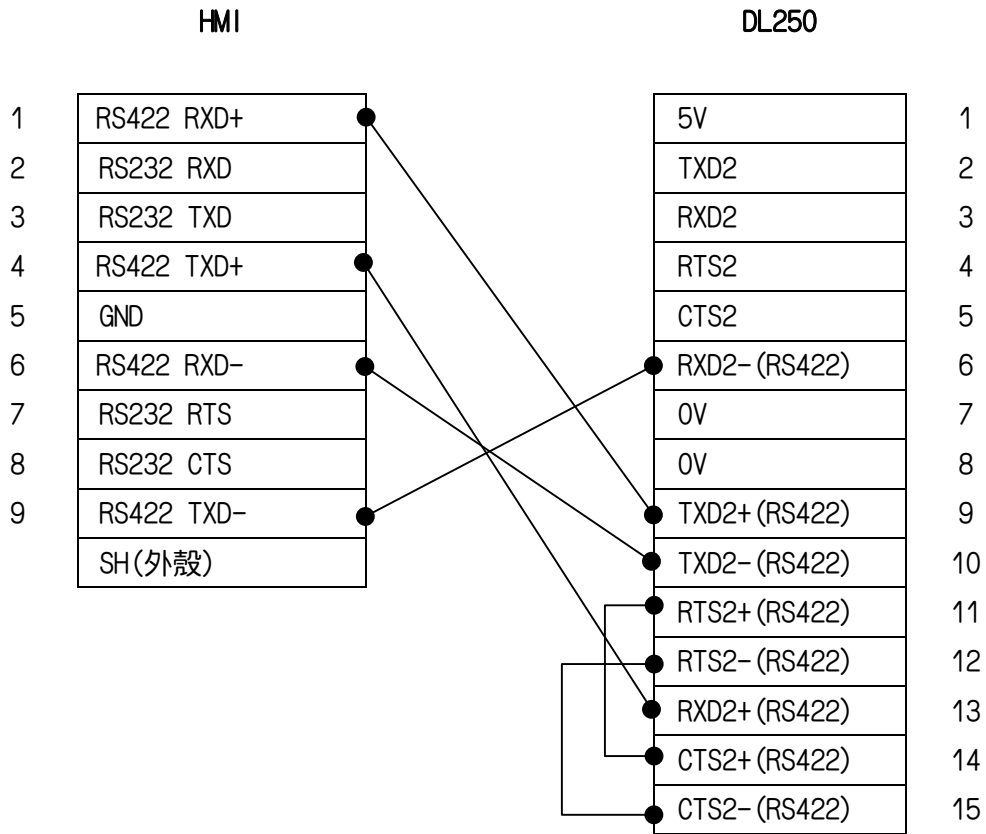 HMI DL250
1 RS422 RXD+ 5V 1
2 RS232 RXD TXD2 2
3 RS232 TXD RXD2 3
4 RS422 TXD+ RTS2 4
5 GND CTS2 5
6 RS422 RXD- RXD2-(RS422) 6
7 RS232 RTS 0V 7
8 RS232 CTS 0V 8
9 RS422 TXD- TXD2+(RS422) 9
SH(外殼) TXD2-(RS422) 10
RTS2+(RS422) 11
RTS2-(RS422) 12
RXD2+(RS422) 13
CTS2+(RS422) 14
CTS2-(RS422) 15